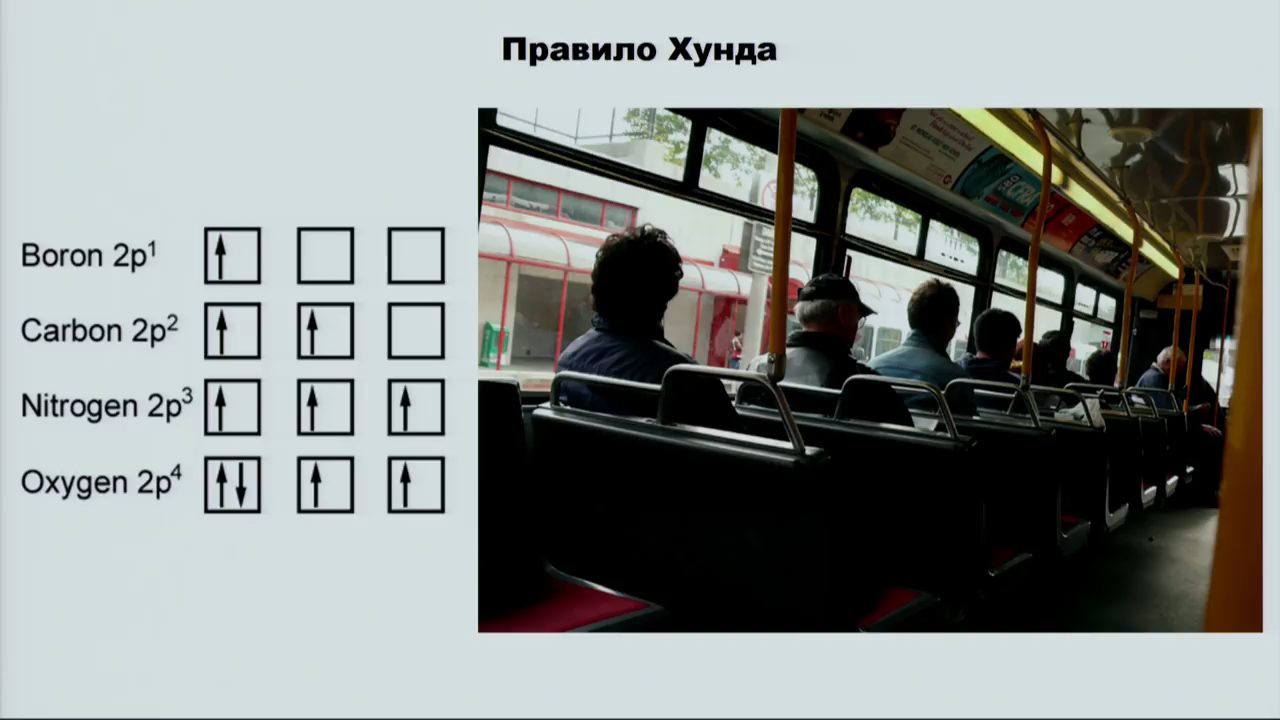 Правило Хунда
Boron 2p¹
Carbon 2p²
Nitrogen 2p³
Oxygen 2p⁴